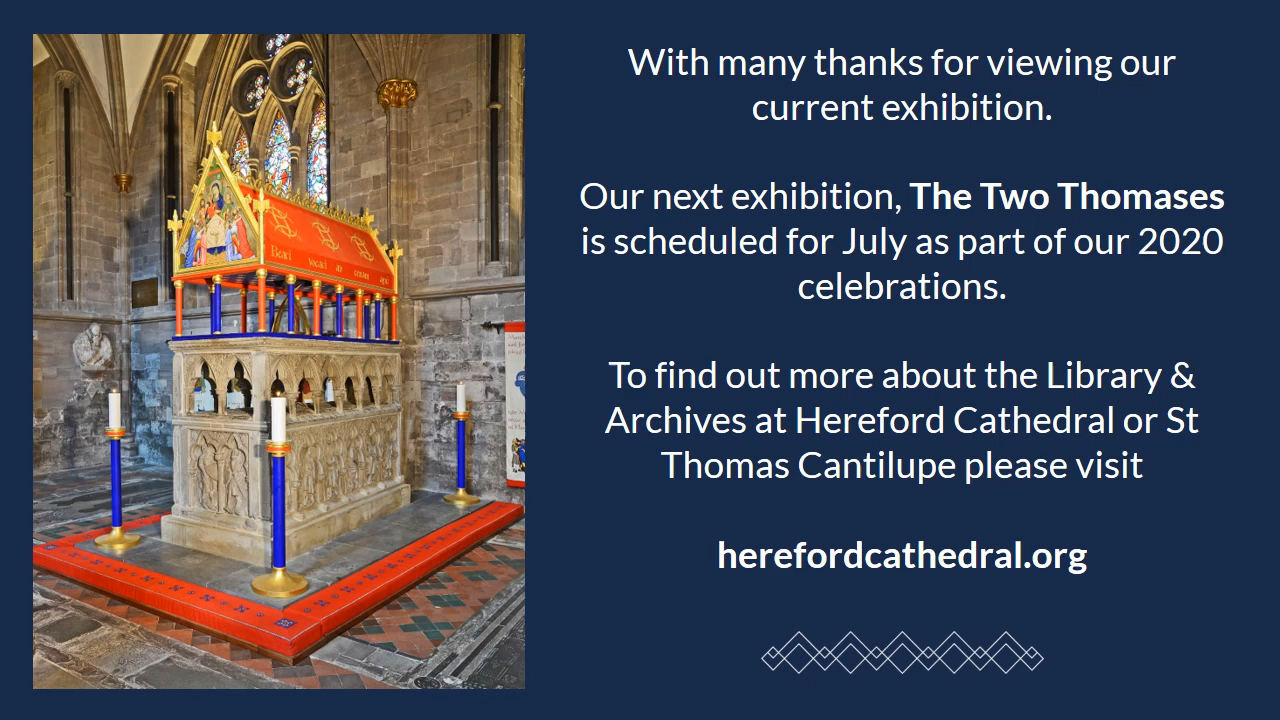 With many thanks for viewing our
current exhibition.
Our next exhibition, The Two Thomases
is scheduled for July as part of our 2020
celebrations.
To find out more about the Library &
Archives at Hereford Cathedral or St
Thomas Cantilupe please visit
herefordcathedral.org